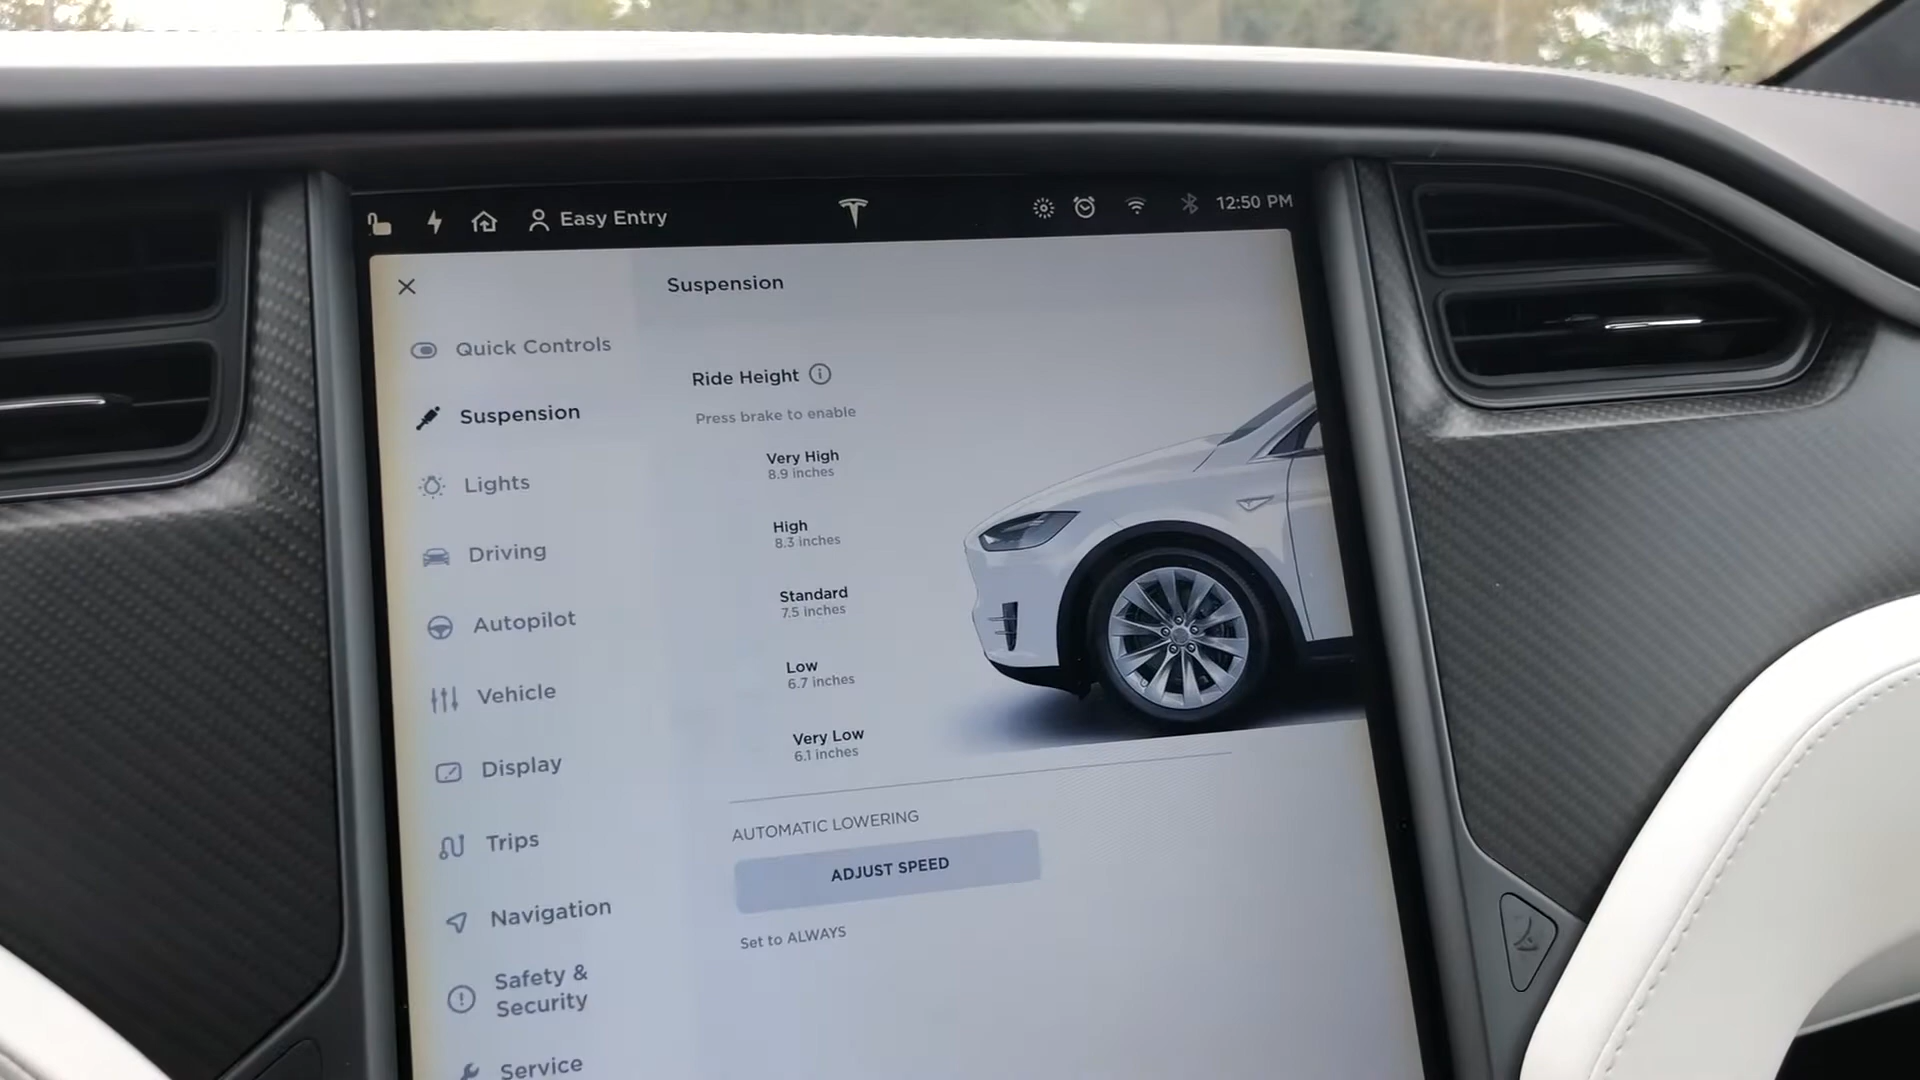 Easy Entry
12:50 PM
Suspension
Quick Controls
Suspension
Lights
Driving
Autopilot
Vehicle
Display
Trips
Navigation
Safety &
Security
Service
Ride Height
Press brake to enable
Very High
8.9 inches
High
8.3 inches
Standard
7.5 inches
Low
6.7 inches
Very Low
6.1 inches
AUTOMATIC LOWERING
ADJUST SPEED
Set to ALWAYS